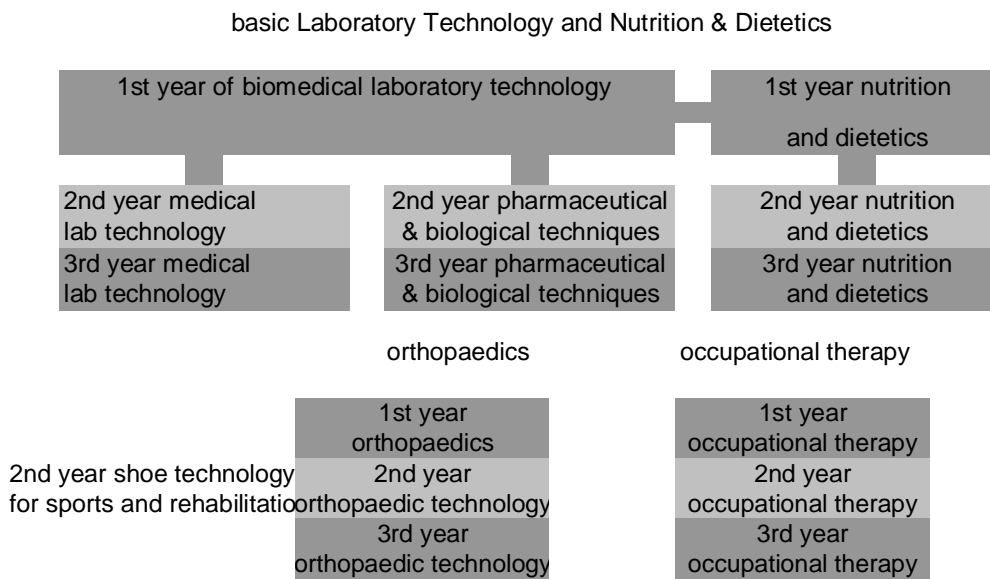 basic Laboratory Technology and Nutrition & Dietetics
1st year of biomedical laboratory technology
1st year nutrition
and dietetics
2nd year medical
lab technology
2nd year pharmaceutical
& biological techniques
2nd year nutrition
and dietetics
3rd year medical
lab technology
3rd year pharmaceutical
& biological techniques
3rd year nutrition
and dietetics
orthopaedics
occupational therapy
1st year
orthopaedics
1st year
occupational therapy
2nd year shoe technology
for sports and rehabilitatio
2nd year
orthopaedic technology
2nd year
occupational therapy
3rd year
orthopaedic technology
3rd year
occupational therapy